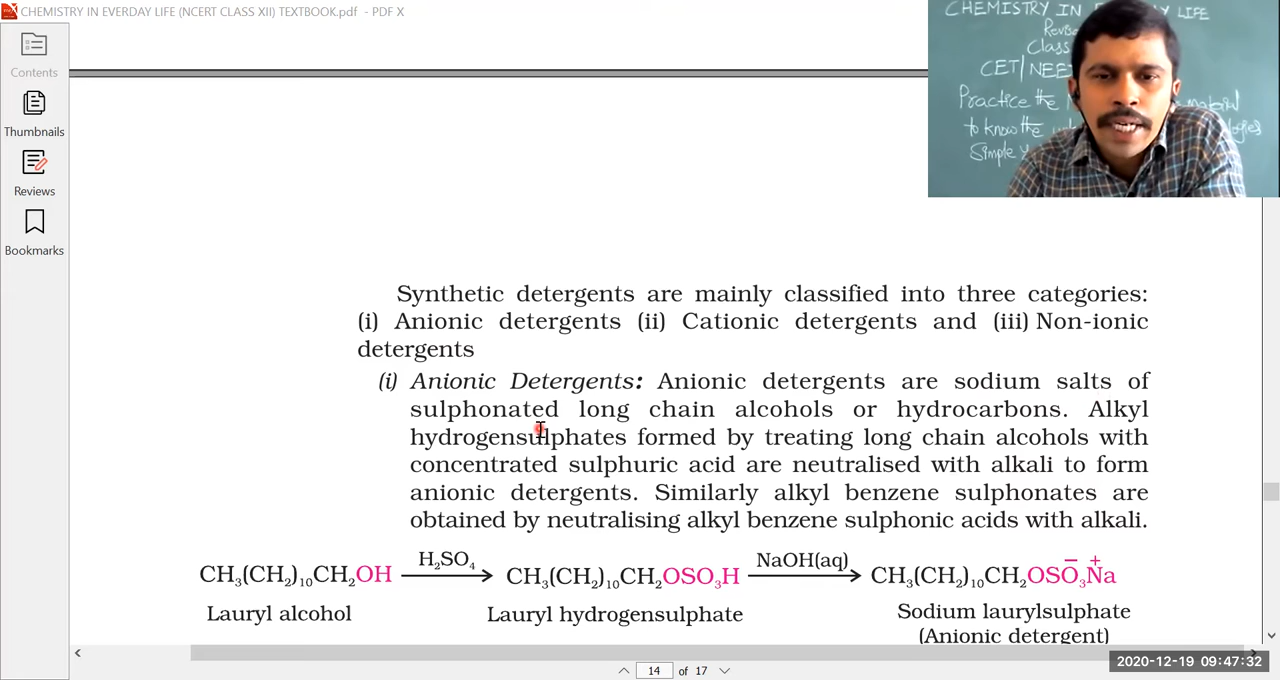 CHEMISTRY IN EVERDAY LIFE (NCERT CLASS XII) TEXTBOOK.pdf - PDF X
Contents
Thumbnails
Reviews
Bookmarks
CHEMISTRY IN LIFE
Class
CET/NEE
Practice the material
to know the
Simple
Synthetic detergents are mainly classified into three categories:
(i) Anionic detergents (ii) Cationic detergents and (iii) Non-ionic
detergents
(i) Anionic Detergents: Anionic detergents are sodium salts of
sulphonated long chain alcohols or hydrocarbons. Alkyl
hydrogensulphates formed by treating long chain alcohols with
concentrated sulphuric acid are neutralised with alkali to form
anionic detergents. Similarly alkyl benzene sulphonates are
obtained by neutralising alkyl benzene sulphonic acids with alkali.
CH₃(CH₂)₁₀CH₂OH H₂SO₄ → CH₃(CH₂)₁₀CH₂OSO₃H NaOH(aq) → CH₃(CH₂)₁₀CH₂OSO₃⁻Na⁺
Lauryl alcohol Lauryl hydrogensulphate Sodium laurylsulphate
(Anionic detergent)
14 of 17
2020-12-19 09:47:32